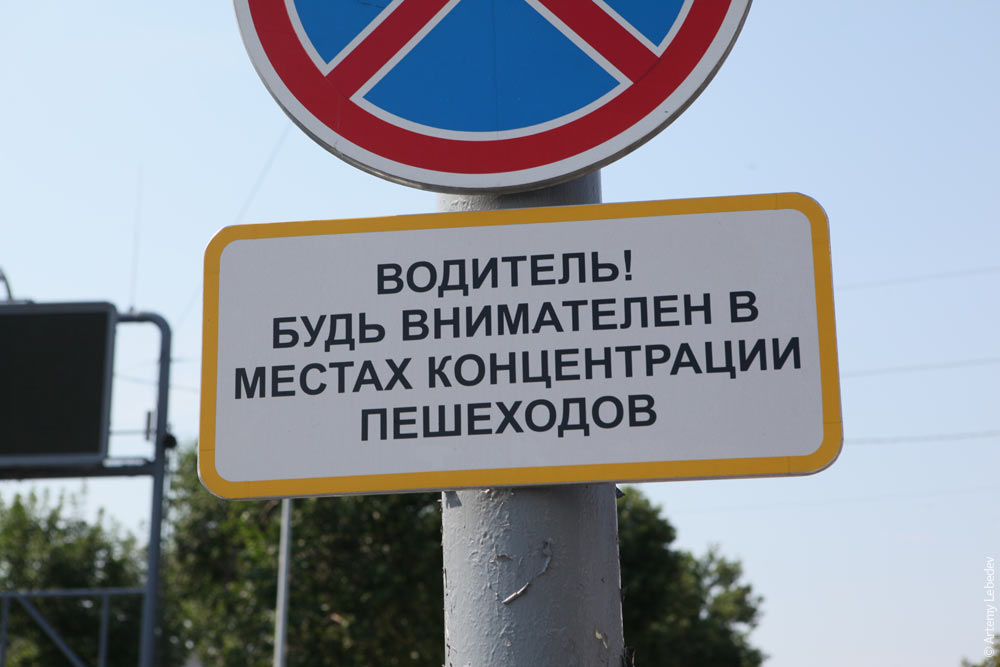 ВОДИТЕЛЬ!
БУДЬ ВНИМАТЕЛЕН В
МЕСТАХ КОНЦЕНТРАЦИИ
ПЕШЕХОДОВ
© Artemy Lebedev